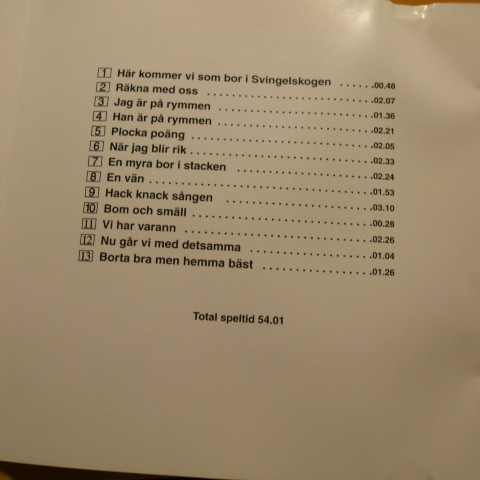 1 Här kommer vi som bor i Svingelskogen ......00.48
2 Räkna med oss ..........................02.07
3 Jag är på rymmen .......................01.36
4 Han är på rymmen .......................02.21
5 Plocka poäng ...........................02.05
6 När jag blir rik .......................02.33
7 En myra bor i stacken ..................02.24
8 En vän .................................01.53
9 Hack knack sången ......................03.10
10 Bom och smäll .........................00.28
11 Vi har varann .........................02.26
12 Nu går vi med detsamma ................01.04
13 Borta bra men hemma bäst ..............01.26
Total speltid 54.01